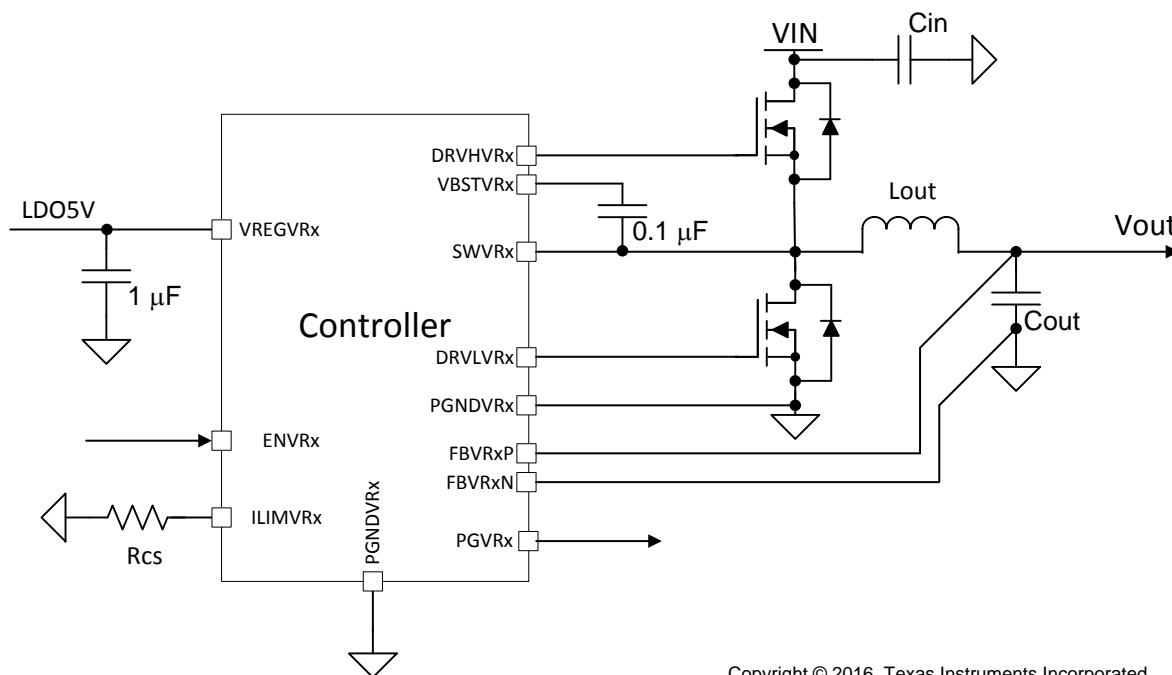 Cin
VIN
DRVHVRx
VBSTVRx
LDO5V
Lout
VREGVRx
0.1 μF
Vout
SWVRx
1 μF
Controller
Cout
DRVLVRx
PGNDVRx
ENVRx
FBVRxP
FBVRxN
ILIMVRx
PGNDVRx
PGVRx
Rcs
Copyright © 2016, Texas Instruments Incorporated